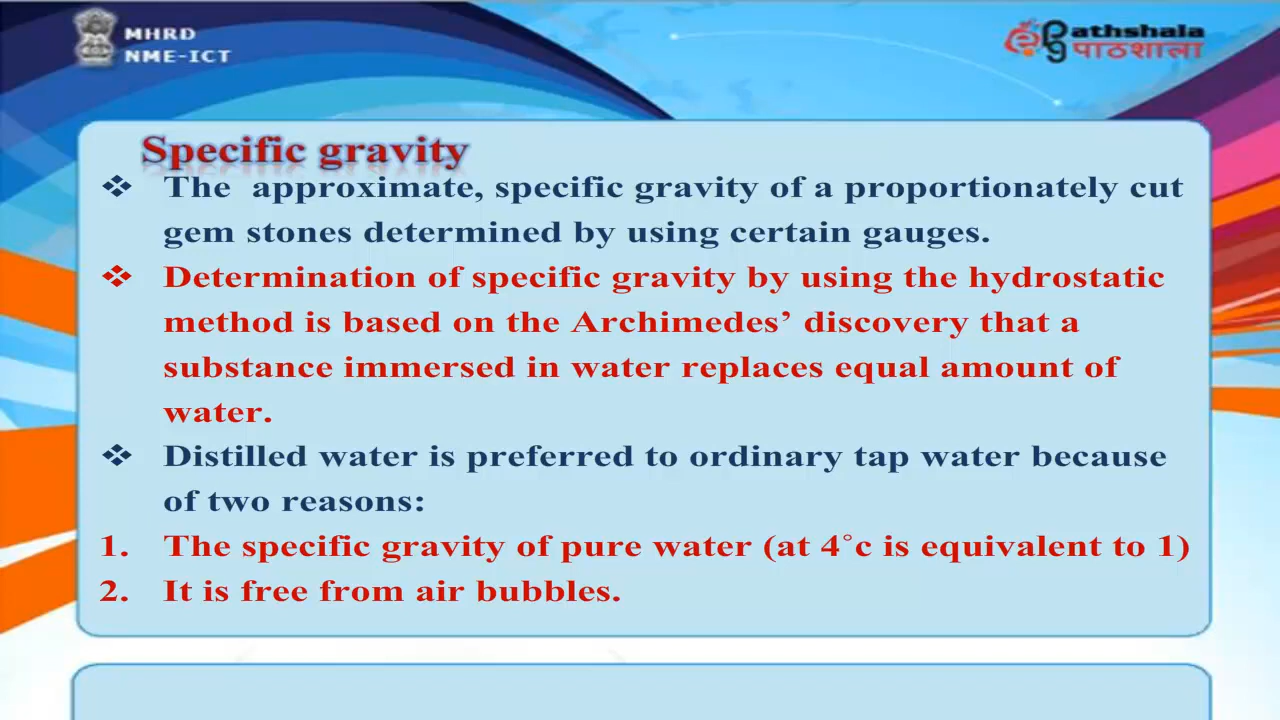 MHRD
NME-ICT
athshala
पाठशाला
Specific gravity
❖ The approximate, specific gravity of a proportionately cut
gem stones determined by using certain gauges.
❖ Determination of specific gravity by using the hydrostatic
method is based on the Archimedes’ discovery that a
substance immersed in water replaces equal amount of
water.
❖ Distilled water is preferred to ordinary tap water because
of two reasons:
1. The specific gravity of pure water (at 4˚c is equivalent to 1)
2. It is free from air bubbles.